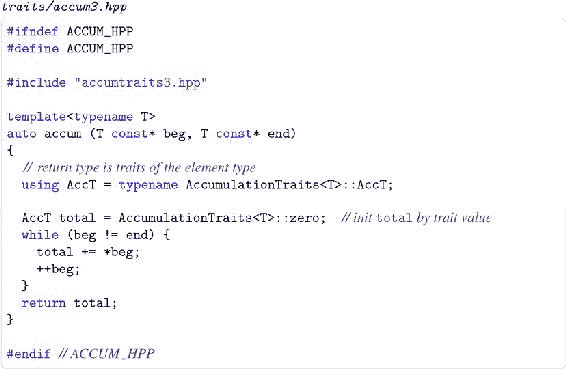 traits/accum3.hpp
#ifndef ACCUM_HPP
#define ACCUM_HPP
#include "accumtraits3.hpp"
template<typename T>
auto accum (T const* beg, T const* end)
{
// return type is traits of the element type
using AccT = typename AccumulationTraits<T>::AccT;
AccT total = AccumulationTraits<T>::zero; // init total by trait value
while (beg != end) {
total += *beg;
++beg;
}
return total;
}
#endif // ACCUM_HPP